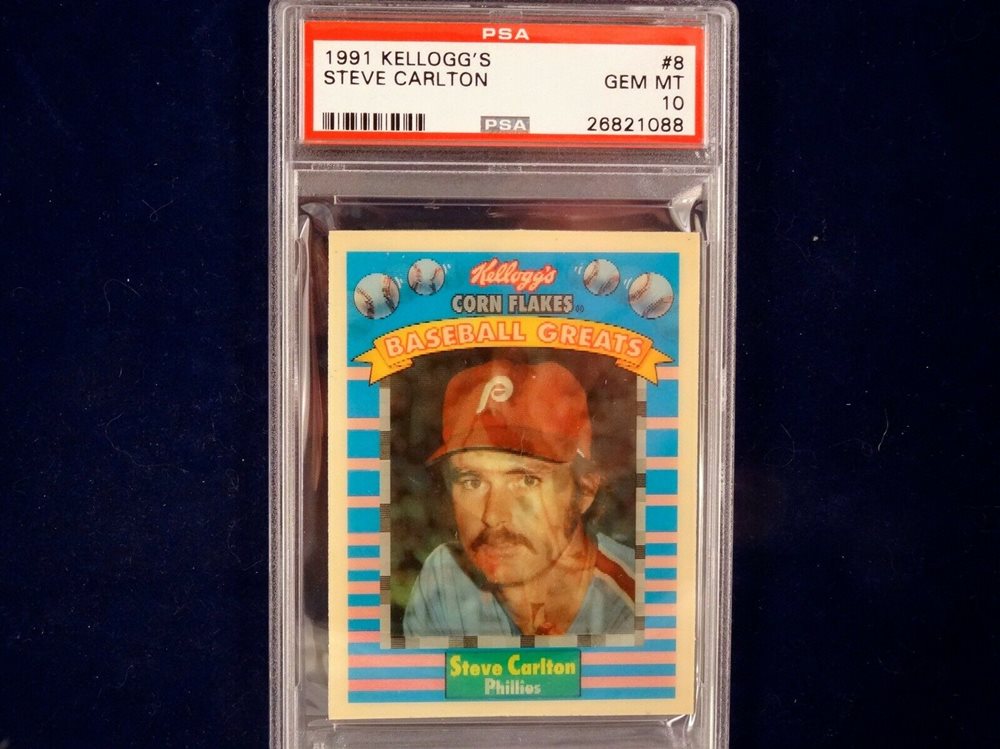 PSA
1991 KELLOGG'S #8
STEVE CARLTON GEM MT
10
PSA 26821088
Kellogg's
CORN FLAKES
BASEBALL GREATS
P
Steve Carlton
Phillies